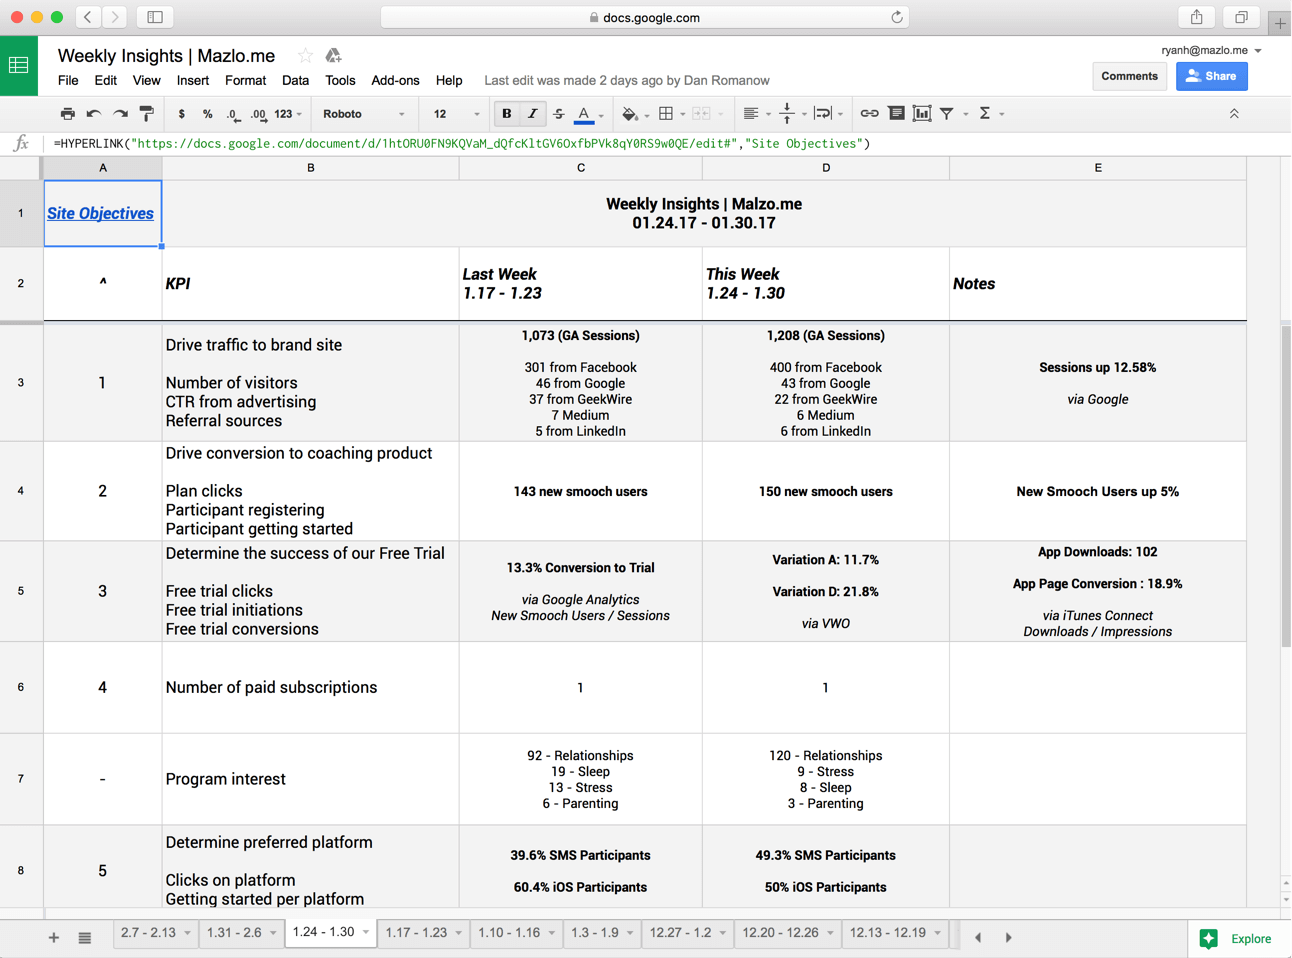 docs.google.com
Weekly Insights | Mazlo.me
ryanh@mazlo.me
File Edit View Insert Format Data Tools Add-ons Help Last edit was made 2 days ago by Dan Romanow
Comments Share
$ % .0 .00 123 Roboto 12 B I S A Σ
fx =HYPERLINK("https://docs.google.com/document/d/1htORU0FN9KQVaM_dQfcKltGV6OxfbPVk8qY0RS9w0QE/edit#","Site Objectives")
A B C D E
1 Site Objectives
Weekly Insights | Malzo.me
01.24.17 - 01.30.17
2 ^ KPI
Last Week
1.17 - 1.23
This Week
1.24 - 1.30
Notes
3 1
Drive traffic to brand site
Number of visitors
CTR from advertising
Referral sources
1,073 (GA Sessions)
301 from Facebook
46 from Google
37 from GeekWire
7 Medium
5 from LinkedIn
1,208 (GA Sessions)
400 from Facebook
43 from Google
22 from GeekWire
6 Medium
6 from LinkedIn
Sessions up 12.58%
via Google
4 2
Drive conversion to coaching product
Plan clicks
Participant registering
Participant getting started
143 new smooch users
150 new smooch users
New Smooch Users up 5%
5 3
Determine the success of our Free Trial
Free trial clicks
Free trial initiations
Free trial conversions
13.3% Conversion to Trial
via Google Analytics
New Smooch Users / Sessions
Variation A: 11.7%
Variation D: 21.8%
via VWO
App Downloads: 102
App Page Conversion : 18.9%
via iTunes Connect
Downloads / Impressions
6 4 Number of paid subscriptions 1 1
7 - Program interest
92 - Relationships
19 - Sleep
13 - Stress
6 - Parenting
120 - Relationships
9 - Stress
8 - Sleep
3 - Parenting
8 5
Determine preferred platform
Clicks on platform
Getting started per platform
39.6% SMS Participants
60.4% iOS Participants
49.3% SMS Participants
50% iOS Participants
2.7 - 2.13 1.31 - 2.6 1.24 - 1.30 1.17 - 1.23 1.10 - 1.16 1.3 - 1.9 12.27 - 1.2 12.20 - 12.26 12.13 - 12.19 Explore